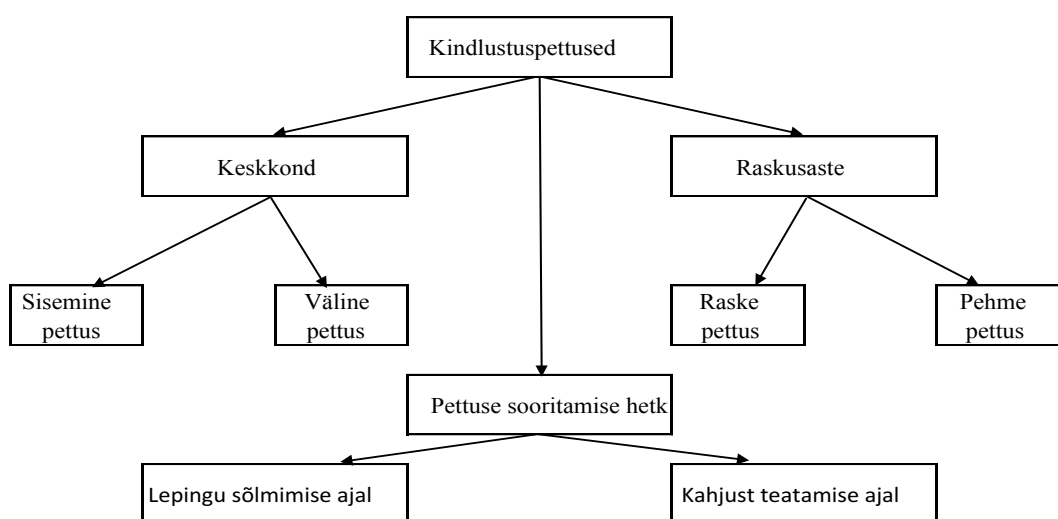 Kindlustuspettused
Keskkond
Raskusaste
Sisemine
pettus
Väline
pettus
Raske
pettus
Pehme
pettus
Pettuse sooritamise hetk
Lepingu sõlmimise ajal
Kahjust teatamise ajal